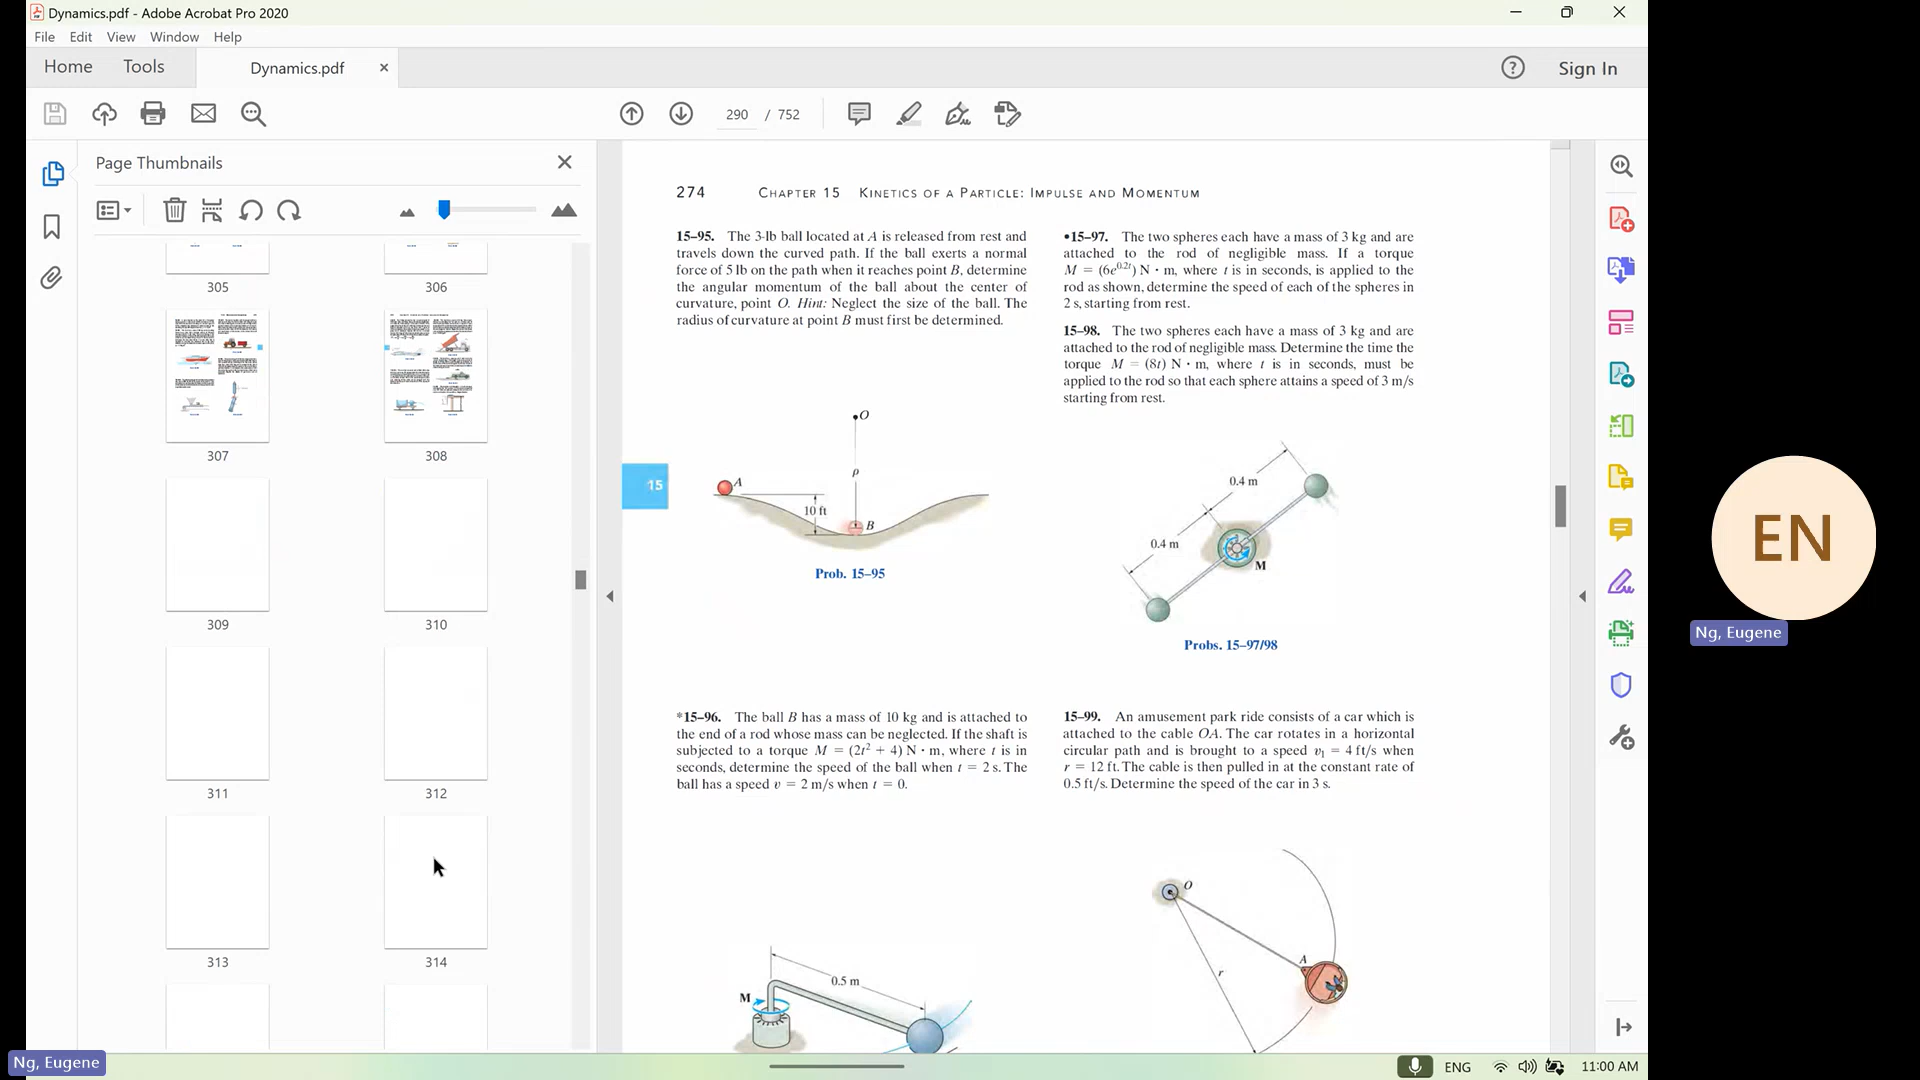 Dynamics.pdf - Adobe Acrobat Pro 2020
File Edit View Window Help
Home Tools Dynamics.pdf Sign In
290 / 752
Page Thumbnails
305 306
307 308
309 310
311 312
313 314
274 CHAPTER 15 KINETICS OF A PARTICLE: IMPULSE AND MOMENTUM
15–95. The 3-lb ball located at A is released from rest and
travels down the curved path. If the ball exerts a normal
force of 5 lb on the path when it reaches point B, determine
the angular momentum of the ball about the center of
curvature, point O. Hint: Neglect the size of the ball. The
radius of curvature at point B must first be determined.
O
ρ
A
10 ft
B
15
Prob. 15–95
*15–96. The ball B has a mass of 10 kg and is attached to
the end of a rod whose mass can be neglected. If the shaft is
subjected to a torque M = (2t² + 4) N · m, where t is in
seconds, determine the speed of the ball when t = 2 s. The
ball has a speed v = 2 m/s when t = 0.
0.5 m
M
•15–97. The two spheres each have a mass of 3 kg and are
attached to the rod of negligible mass. If a torque
M = (6e^0.2t) N · m, where t is in seconds, is applied to the
rod as shown, determine the speed of each of the spheres in
2 s, starting from rest.
15–98. The two spheres each have a mass of 3 kg and are
attached to the rod of negligible mass. Determine the time the
torque M = (8t) N · m, where t is in seconds, must be
applied to the rod so that each sphere attains a speed of 3 m/s
starting from rest.
0.4 m
0.4 m
M
Probs. 15–97/98
15–99. An amusement park ride consists of a car which is
attached to the cable OA. The car rotates in a horizontal
circular path and is brought to a speed v₁ = 4 ft/s when
r = 12 ft. The cable is then pulled in at the constant rate of
0.5 ft/s. Determine the speed of the car in 3 s.
O
A
r
EN
Ng, Eugene
Ng, Eugene
ENG 11:00 AM